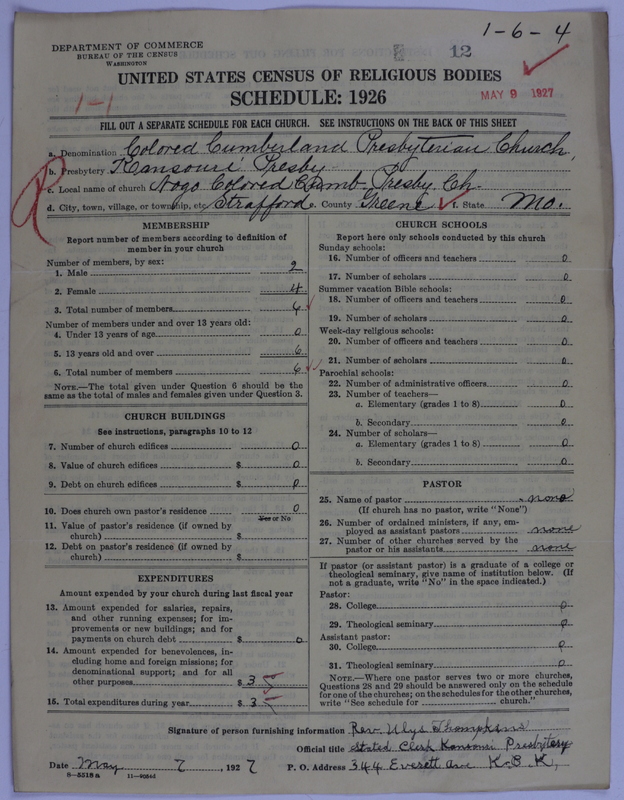 1-6-4
DEPARTMENT OF COMMERCE
BUREAU OF THE CENSUS
WASHINGTON
12
UNITED STATES CENSUS OF RELIGIOUS BODIES
SCHEDULE: 1926
MAY 9 1927
1-1
FILL OUT A SEPARATE SCHEDULE FOR EACH CHURCH. SEE INSTRUCTIONS ON THE BACK OF THIS SHEET
a. Denomination Colored Cumberland Presbyterian Church,
b. Presbytery Kansouri Presby.
c. Local name of church Nogo Colored Cumb- Presby. Ch.
d. City, town, village, or township, etc. Strafford e. County Greene f. State Mo.
MEMBERSHIP
Report number of members according to definition of
member in your church
Number of members, by sex:
1. Male 2
2. Female 4
3. Total number of members 6
Number of members under and over 13 years old:
4. Under 13 years of age 0
5. 13 years old and over 6
6. Total number of members 6
NOTE.—The total given under Question 6 should be the
same as the total of males and females given under Question 3.
CHURCH BUILDINGS
See instructions, paragraphs 10 to 12
7. Number of church edifices 0
8. Value of church edifices $ 0
9. Debt on church edifices $ 0
10. Does church own pastor's residence 0
Yes or No
11. Value of pastor's residence (if owned by
church) $
12. Debt on pastor's residence (if owned by
church) $
EXPENDITURES
Amount expended by your church during last fiscal year
13. Amount expended for salaries, repairs,
and other running expenses; for im-
provements or new buildings; and for
payments on church debt $ 0
14. Amount expended for benevolences, in-
cluding home and foreign missions; for
denominational support; and for all
other purposes $ 35
15. Total expenditures during year $ 35
CHURCH SCHOOLS
Report here only schools conducted by this church
Sunday schools:
16. Number of officers and teachers 0
17. Number of scholars 0
Summer vacation Bible schools:
18. Number of officers and teachers 0
19. Number of scholars 0
Week-day religious schools:
20. Number of officers and teachers 0
21. Number of scholars 0
Parochial schools:
22. Number of administrative officers 0
23. Number of teachers—
a. Elementary (grades 1 to 8) 0
b. Secondary 0
24. Number of scholars—
a. Elementary (grades 1 to 8) 0
b. Secondary 0
PASTOR
25. Name of pastor none
(If church has no pastor, write "None")
26. Number of ordained ministers, if any, em-
ployed as assistant pastors none
27. Number of other churches served by the
pastor or his assistants none
If pastor (or assistant pastor) is a graduate of a college or
theological seminary, give name of institution below. (If
not a graduate, write "No" in the space indicated.)
Pastor:
28. College 0
29. Theological seminary 0
Assistant pastor:
30. College 0
31. Theological seminary 0
NOTE.—Where one pastor serves two or more churches,
Questions 28 and 29 should be answered only on the schedule
for one of the churches; on the schedules for the other churches,
write "See schedule for church."
Signature of person furnishing information Rev. Ulys Thompkins
Official title Stated Clerk Kansouri Presbytery
Date May 7, 1927 P. O. Address 344 Everett ave K.C.K.
8—5518 a 11—9054d